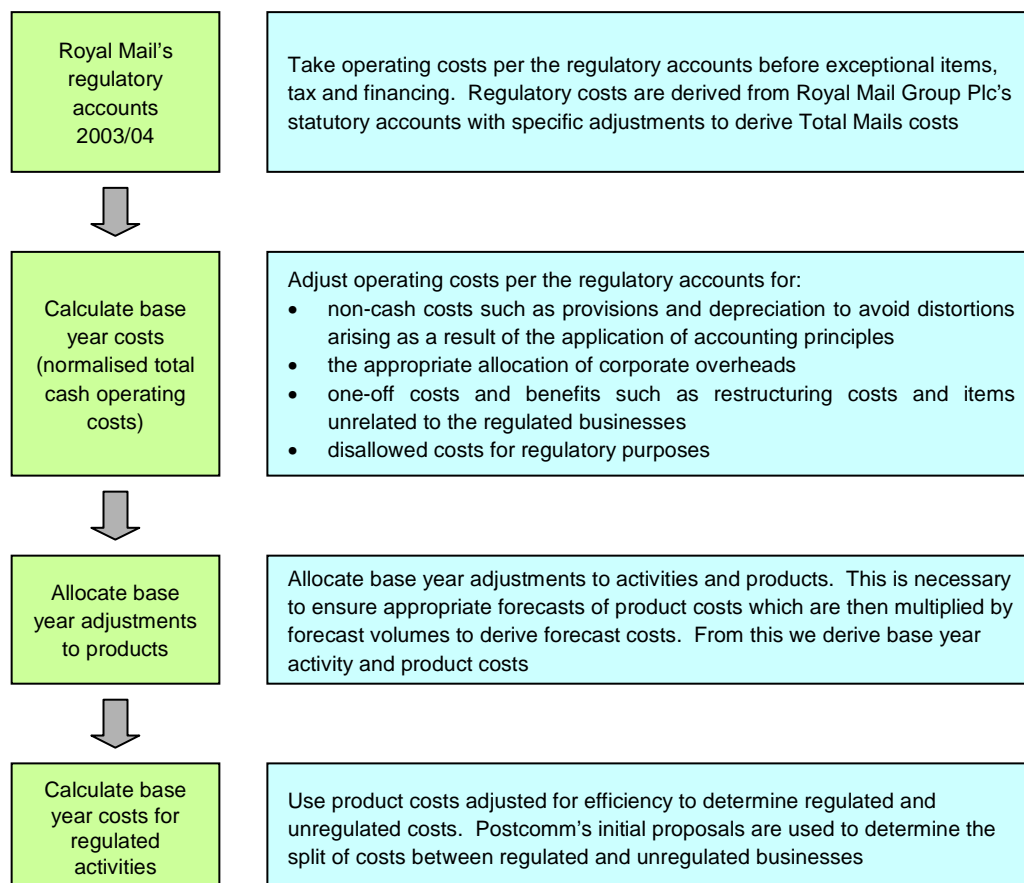 Royal Mail's
regulatory
accounts
2003/04
Take operating costs per the regulatory accounts before exceptional items,
tax and financing. Regulatory costs are derived from Royal Mail Group Plc's
statutory accounts with specific adjustments to derive Total Mails costs
Calculate base
year costs
(normalised total
cash operating
costs)
Adjust operating costs per the regulatory accounts for:
• non-cash costs such as provisions and depreciation to avoid distortions
arising as a result of the application of accounting principles
• the appropriate allocation of corporate overheads
• one-off costs and benefits such as restructuring costs and items
unrelated to the regulated businesses
• disallowed costs for regulatory purposes
Allocate base
year adjustments
to products
Allocate base year adjustments to activities and products. This is necessary
to ensure appropriate forecasts of product costs which are then multiplied by
forecast volumes to derive forecast costs. From this we derive base year
activity and product costs
Calculate base
year costs for
regulated
activities
Use product costs adjusted for efficiency to determine regulated and
unregulated costs. Postcomm's initial proposals are used to determine the
split of costs between regulated and unregulated businesses